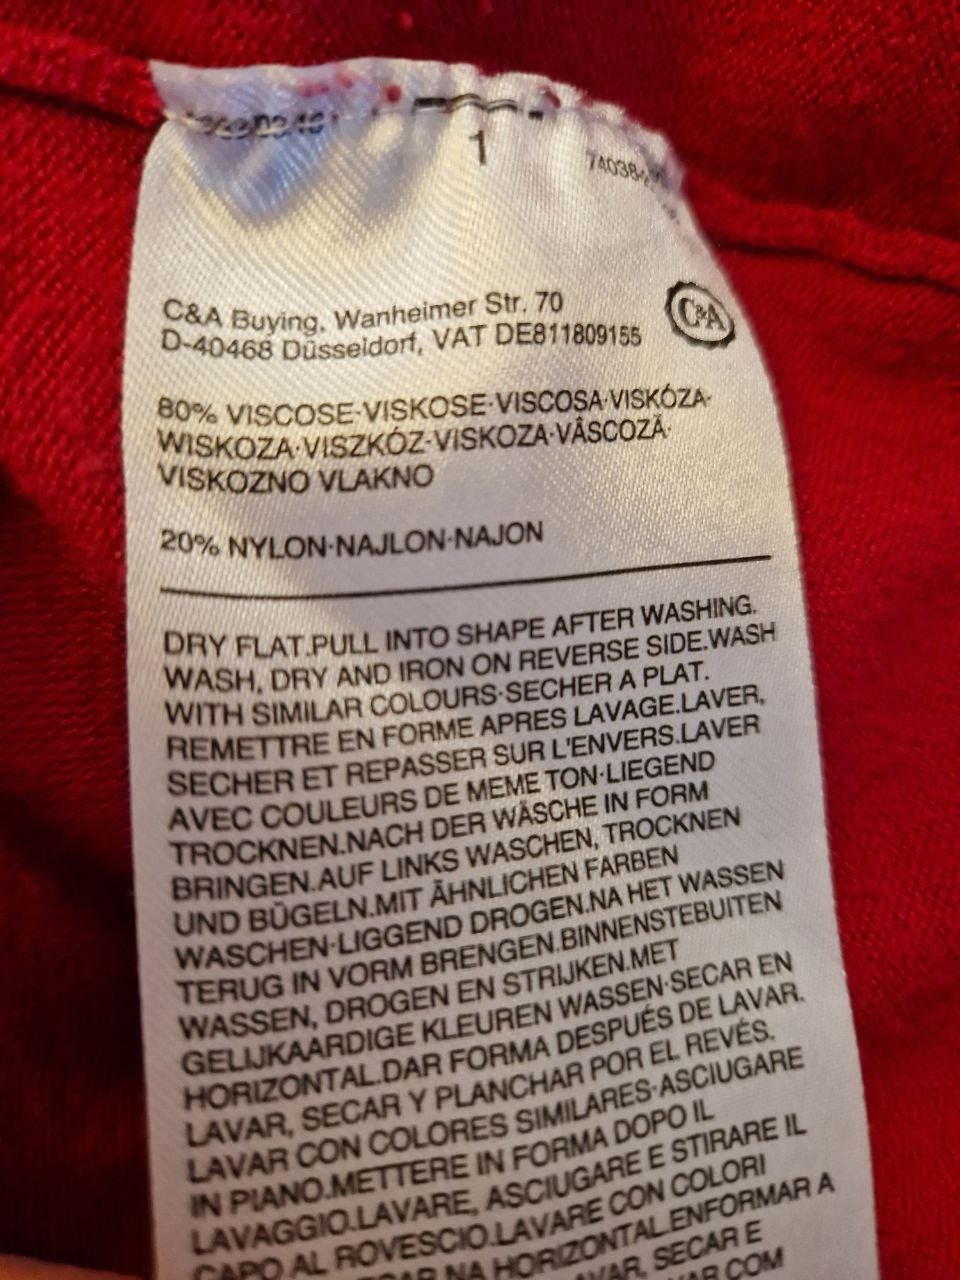 1
C&A Buying, Wanheimer Str. 70
D-40468 Düsseldorf, VAT DE811809155
C&A
80% VISCOSE·VISKOSE·VISCOSA·VISKÓZA·
WISKOZA·VISZKÓZ·VISKOZA·VÂSCOZĂ·
VISKOZNO VLAKNO
20% NYLON·NAJLON·NAJON
DRY FLAT.PULL INTO SHAPE AFTER WASHING.
WASH, DRY AND IRON ON REVERSE SIDE.WASH
WITH SIMILAR COLOURS·SECHER A PLAT.
REMETTRE EN FORME APRES LAVAGE.LAVER,
SECHER ET REPASSER SUR L'ENVERS.LAVER
AVEC COULEURS DE MEME TON·LIEGEND
TROCKNEN.NACH DER WÄSCHE IN FORM
BRINGEN.AUF LINKS WASCHEN, TROCKNEN
UND BÜGELN.MIT ÄHNLICHEN FARBEN
WASCHEN·LIGGEND DROGEN.NA HET WASSEN
TERUG IN VORM BRENGEN.BINNENSTEBUITEN
WASSEN, DROGEN EN STRIJKEN.MET
GELIJKAARDIGE KLEUREN WASSEN·SECAR EN
HORIZONTAL.DAR FORMA DESPUÉS DE LAVAR.
LAVAR, SECAR Y PLANCHAR POR EL REVÉS.
LAVAR CON COLORES SIMILARES·ASCIUGARE
IN PIANO.METTERE IN FORMA DOPO IL
LAVAGGIO.LAVARE, ASCIUGARE E STIRARE IL
CAPO AL ROVESCIO.LAVARE CON COLORI
NA HORIZONTAL.ENFORMAR A
SECAR E
COM